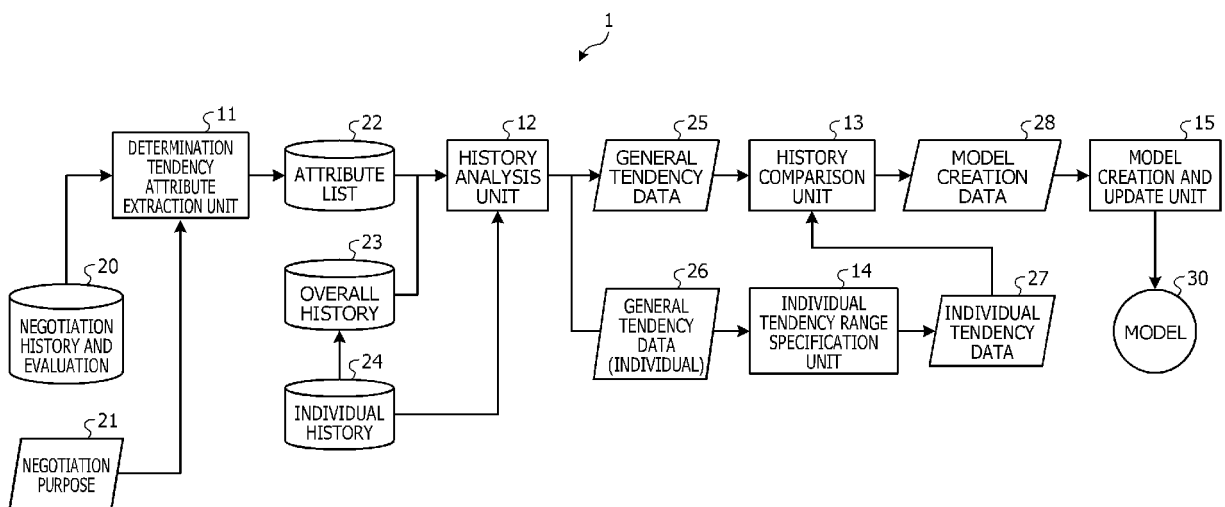 1
11
DETERMINATION
TENDENCY
ATTRIBUTE
EXTRACTION UNIT
22
ATTRIBUTE
LIST
12
HISTORY
ANALYSIS
UNIT
25
GENERAL
TENDENCY
DATA
13
HISTORY
COMPARISON
UNIT
28
MODEL
CREATION
DATA
15
MODEL
CREATION AND
UPDATE UNIT
20
NEGOTIATION
HISTORY AND
EVALUATION
23
OVERALL
HISTORY
26
GENERAL
TENDENCY
DATA
(INDIVIDUAL)
14
INDIVIDUAL
TENDENCY RANGE
SPECIFICATION
UNIT
27
INDIVIDUAL
TENDENCY
DATA
30
MODEL
24
INDIVIDUAL
HISTORY
21
NEGOTIATION
PURPOSE